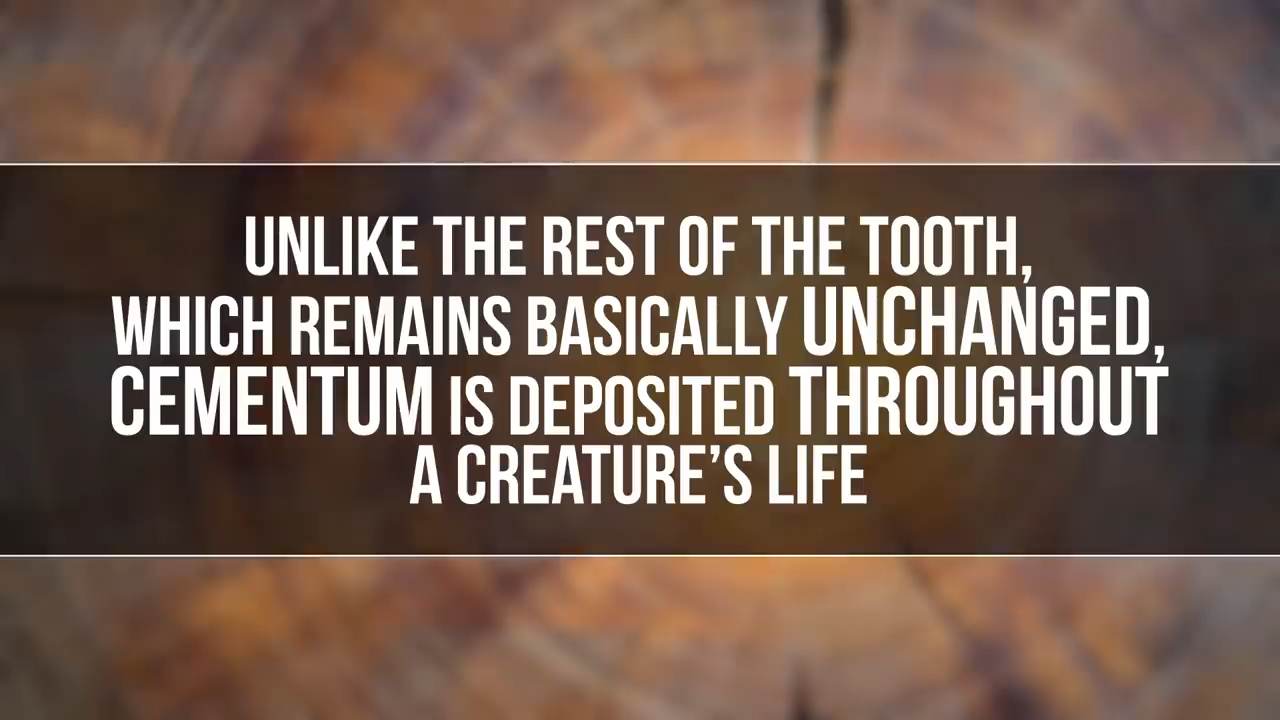 UNLIKE THE REST OF THE TOOTH,
WHICH REMAINS BASICALLY UNCHANGED,
CEMENTUM IS DEPOSITED THROUGHOUT
A CREATURE’S LIFE